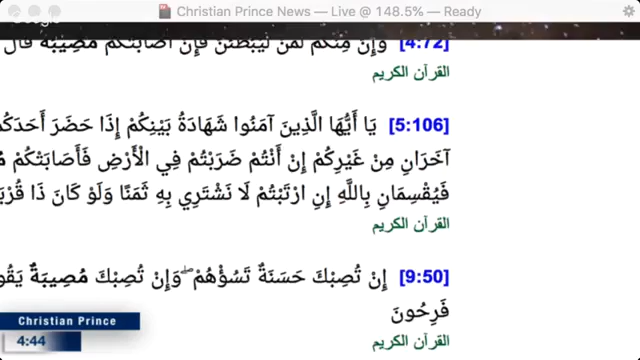 Christian Prince News — Live @ 148.5% — Ready
[4:72] وَإِنَّ مِنْكُمْ لَمَنْ لَيُبَطِّئَنَّ فَإِنْ أَصَابَتْكُمْ مُصِيبَةٌ قَالَ
القرآن الكريم
[5:106] يَا أَيُّهَا الَّذِينَ آمَنُوا شَهَادَةُ بَيْنِكُمْ إِذَا حَضَرَ أَحَدَكُمُ
آخَرَانِ مِنْ غَيْرِكُمْ إِنْ أَنْتُمْ ضَرَبْتُمْ فِي الْأَرْضِ فَأَصَابَتْكُمْ
فَيُقْسِمَانِ بِاللَّهِ إِنِ ارْتَبْتُمْ لَا نَشْتَرِي بِهِ ثَمَنًا وَلَوْ كَانَ ذَا
القرآن الكريم
[9:50] إِنْ تُصِبْكَ حَسَنَةٌ تَسُؤْهُمْ ۖ وَإِنْ تُصِبْكَ مُصِيبَةٌ
فَرِحُونَ
القرآن الكريم
Christian Prince
4:44